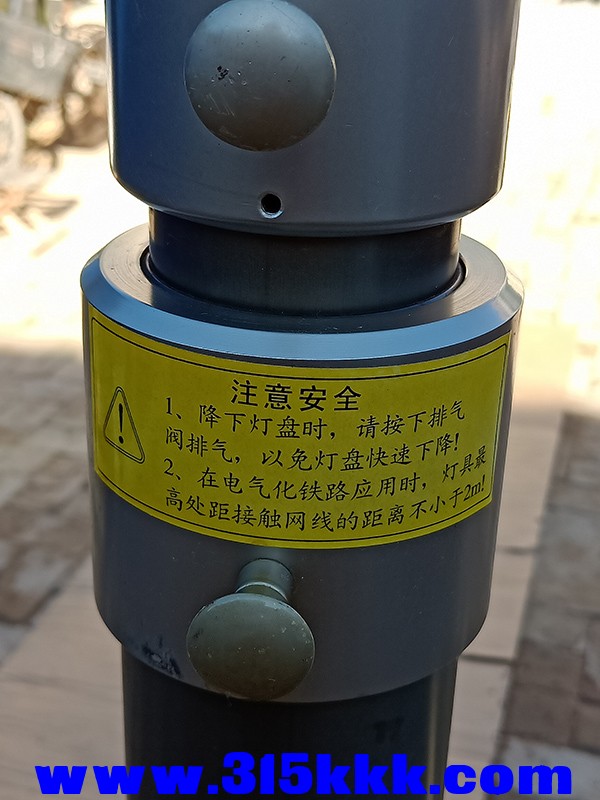 注意安全
1、降下灯盘时，请按下排气
阀排气，以免灯盘快速下降！
2、在电气化铁路应用时，灯具最
高处距接触网线的距离不小于2m！
www.315kkk.com